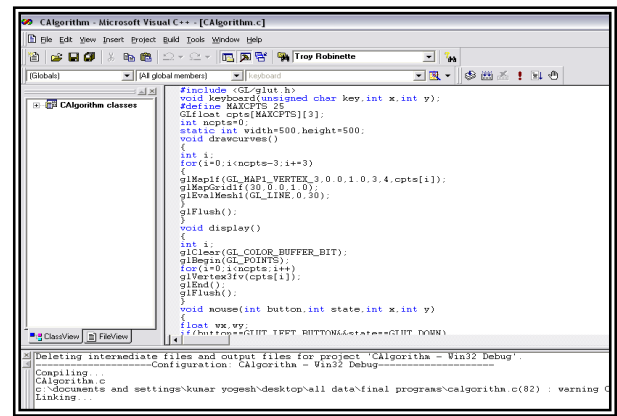 CAlgorithm - Microsoft Visual C++ - [CAlgorithm.c]
File Edit View Insert Project Build Tools Window Help
Troy Robinette
(Globals) (All global members) keyboard
CAlgorithm classes
#include <GL/glut.h>
void keyboard(unsigned char key,int x,int y);
#define MAXCPTS 25
GLfloat cpts[MAXCPTS][3];
int ncpts=0;
static int width=500,height=500;
void drawcurves()
{
int i;
for(i=0;i<ncpts-3;i+=3)
{
glMap1f(GL_MAP1_VERTEX_3,0.0,1.0,3,4,cpts[i]);
glMapGrid1f(30,0.0,1.0);
glEvalMesh1(GL_LINE,0,30);
}
glFlush();
}
void display()
{
int i;
glClear(GL_COLOR_BUFFER_BIT);
glBegin(GL_POINTS);
for(i=0;i<ncpts;i++)
glVertex3fv(cpts[i]);
glEnd();
glFlush();
}
void mouse(int button,int state,int x,int y)
{
float wx,wy;
if(button==GLUT_LEFT_BUTTON&&state==GLUT_DOWN)
ClassView FileView
Deleting intermediate files and output files for project 'CAlgorithm - Win32 Debug'.
--------------------Configuration: CAlgorithm - Win32 Debug--------------------
Compiling...
CAlgorithm.c
c:\documents and settings\kumar yogesh\desktop\all data\final programs\calgorithm.c(82) : warning C
Linking...